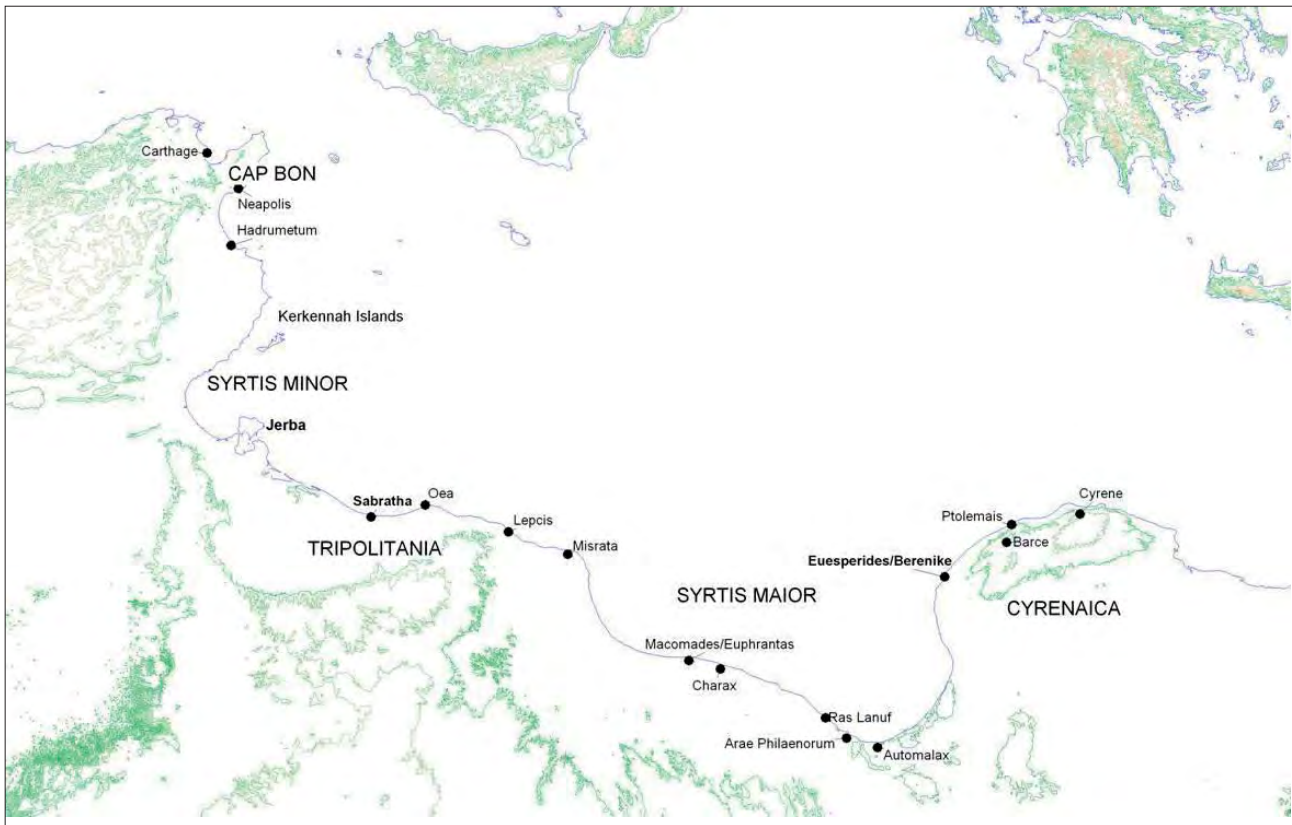 Carthage
CAP BON
Neapolis
Hadrumetum
Kerkennah Islands
SYRTIS MINOR
Jerba
Sabratha
Oea
Lepcis
TRIPOLITANIA
Misrata
Cyrene
Ptolemais
Barce
Euesperides/Berenike
SYRTIS MAIOR
CYRENAICA
Macomades/Euphrantas
Charax
Ras Lanuf
Arae Philaenorum
Automalax